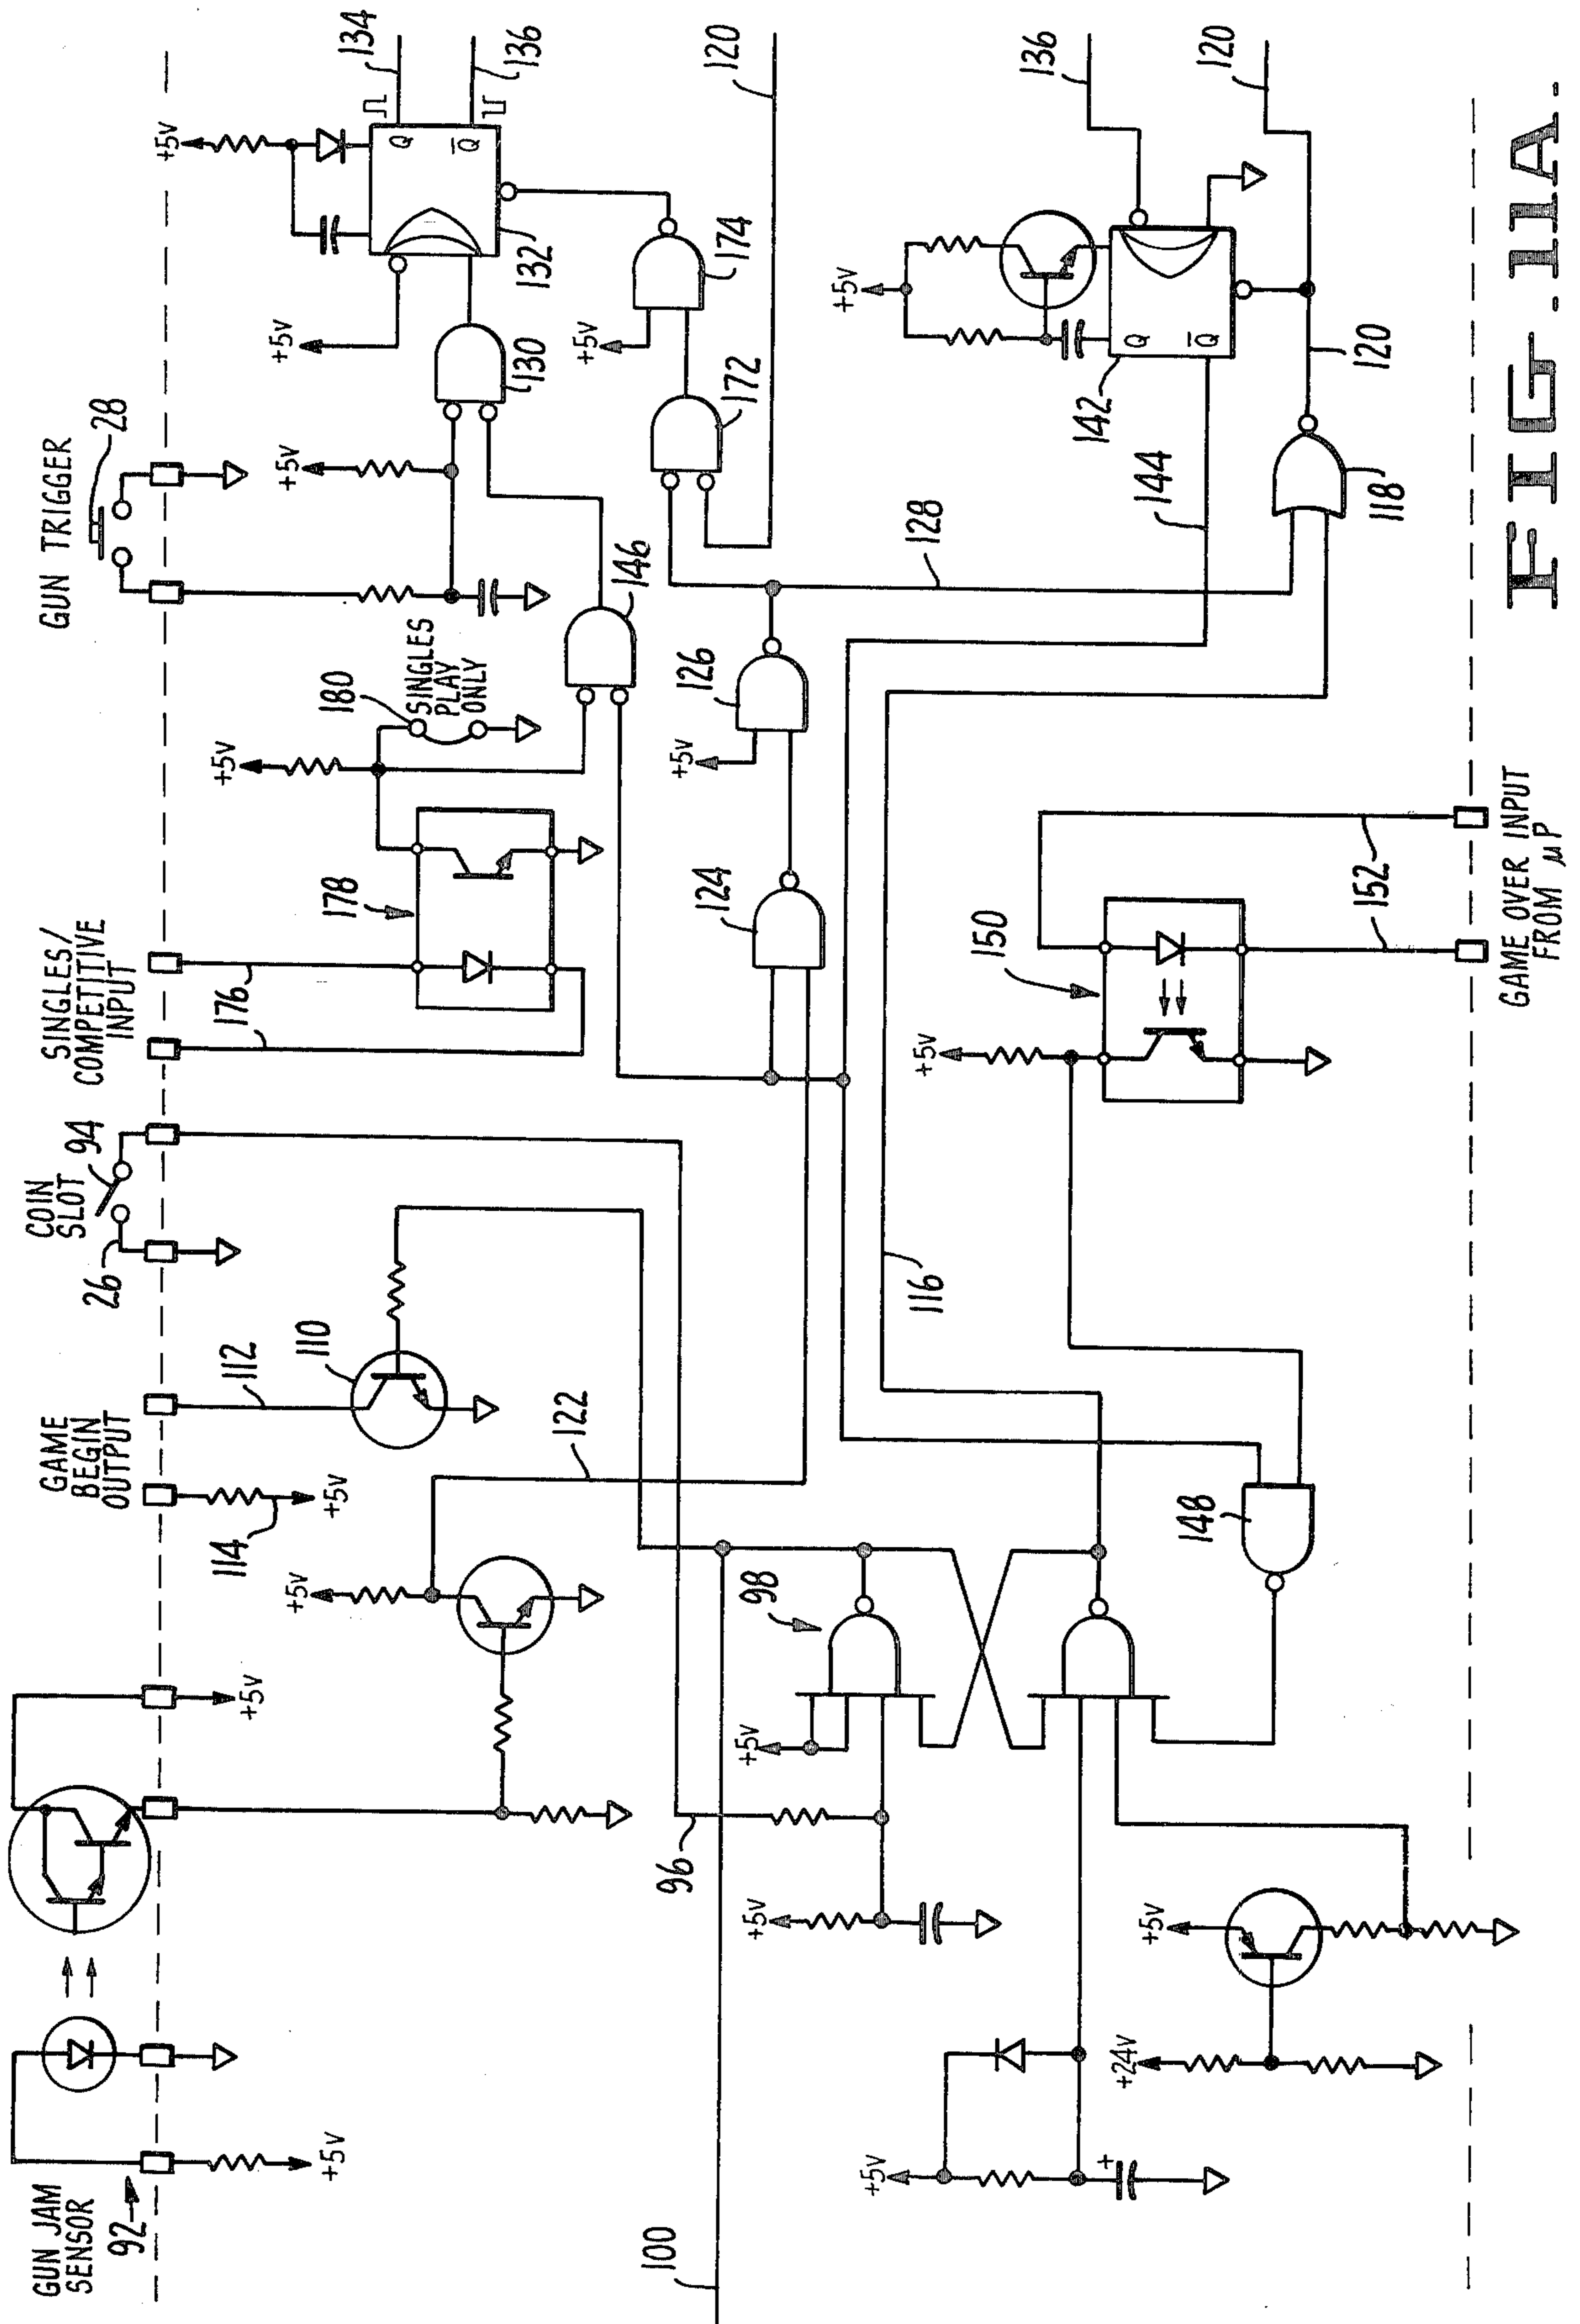 GUN JAM
SENSOR
92
+5V
+5V
GAME
BEGIN
OUTPUT
114
+5V
112
110
COIN
SLOT
94
26
SINGLES/
COMPETITIVE
INPUT
176
178
+5V
180
SINGLES
PLAY
ONLY
GUN TRIGGER
28
+5V
+5V
+5V
134
136
Q
Q̅
132
130
146
+5V
122
124
+5V
126
+5V
172
174
120
128
100
96
+5V
98
+5V
116
+5V
142
Q
Q̅
144
136
120
120
118
+5V
+24V
+5V
148
+5V
150
152
152
GAME OVER INPUT
FROM μP
FIG.11A.